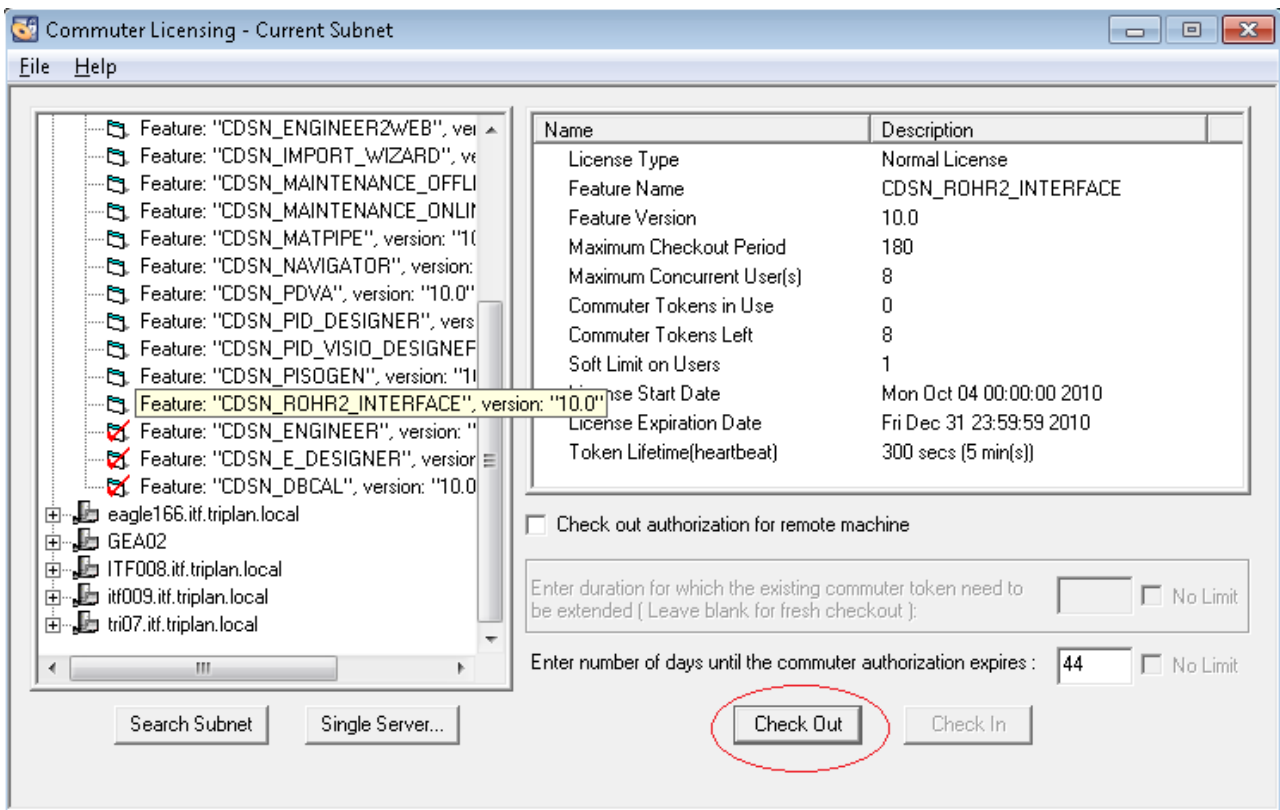 Commuter Licensing - Current Subnet
File Help
Feature: "CDSN_ENGINEER2WEB", ver
Feature: "CDSN_IMPORT_WIZARD", ve
Feature: "CDSN_MAINTENANCE_OFFLI
Feature: "CDSN_MAINTENANCE_ONLIN
Feature: "CDSN_MATPIPE", version: "10
Feature: "CDSN_NAVIGATOR", version:
Feature: "CDSN_PDVA", version: "10.0"
Feature: "CDSN_PID_DESIGNER", vers
Feature: "CDSN_PID_VISIO_DESIGNER
Feature: "CDSN_PISOGEN", version: "1
Feature: "CDSN_ROHR2_INTERFACE", version: "10.0"
Feature: "CDSN_ENGINEER", version: "
Feature: "CDSN_E_DESIGNER", version
Feature: "CDSN_DBCAL", version: "10.0
eagle166.itf.triplan.local
GEA02
ITF008.itf.triplan.local
itf009.itf.triplan.local
tri07.itf.triplan.local
Search Subnet Single Server...
Name Description
License Type Normal License
Feature Name CDSN_ROHR2_INTERFACE
Feature Version 10.0
Maximum Checkout Period 180
Maximum Concurrent User(s) 8
Commuter Tokens in Use 0
Commuter Tokens Left 8
Soft Limit on Users 1
nse Start Date Mon Oct 04 00:00:00 2010
License Expiration Date Fri Dec 31 23:59:59 2010
Token Lifetime(heartbeat) 300 secs (5 min(s))
Check out authorization for remote machine
Enter duration for which the existing commuter token need to
be extended ( Leave blank for fresh checkout ): No Limit
Enter number of days until the commuter authorization expires : 44 No Limit
Check Out Check In